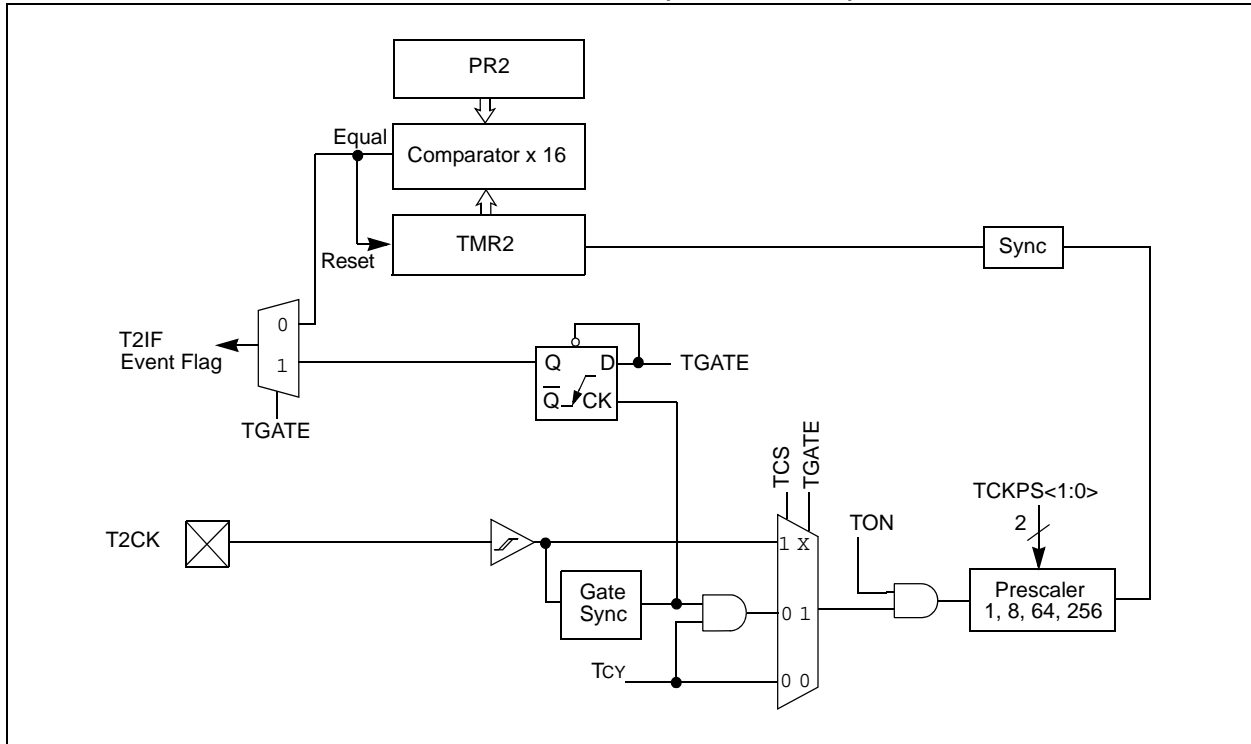 PR2
Equal
Comparator x 16
Reset
TMR2
Sync
T2IF
Event Flag
0
1
TGATE
Q
D
TGATE
Q̅
CK
TCS
TGATE
TCKPS<1:0>
2
TON
T2CK
1 X
Gate
Sync
0 1
Prescaler
1, 8, 64, 256
TCY
0 0